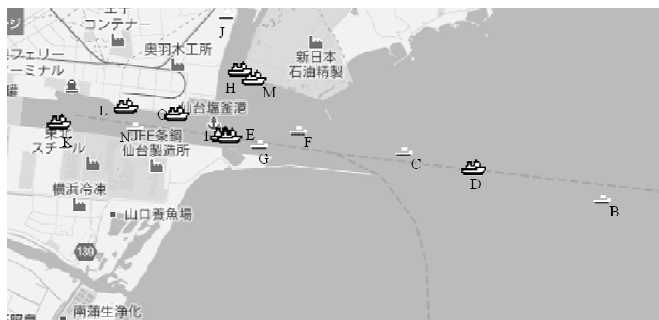 ジ
コンテナー
J
奥羽木工所
フェリー
ターミナル
新日本
石油精製
H
M
仙台塩釜港
L
O
I
E
F
K
スチール
N
JFE条鋼
仙台製造所
G
C
D
横浜冷凍
B
山口養魚場
139
南蒲生浄化